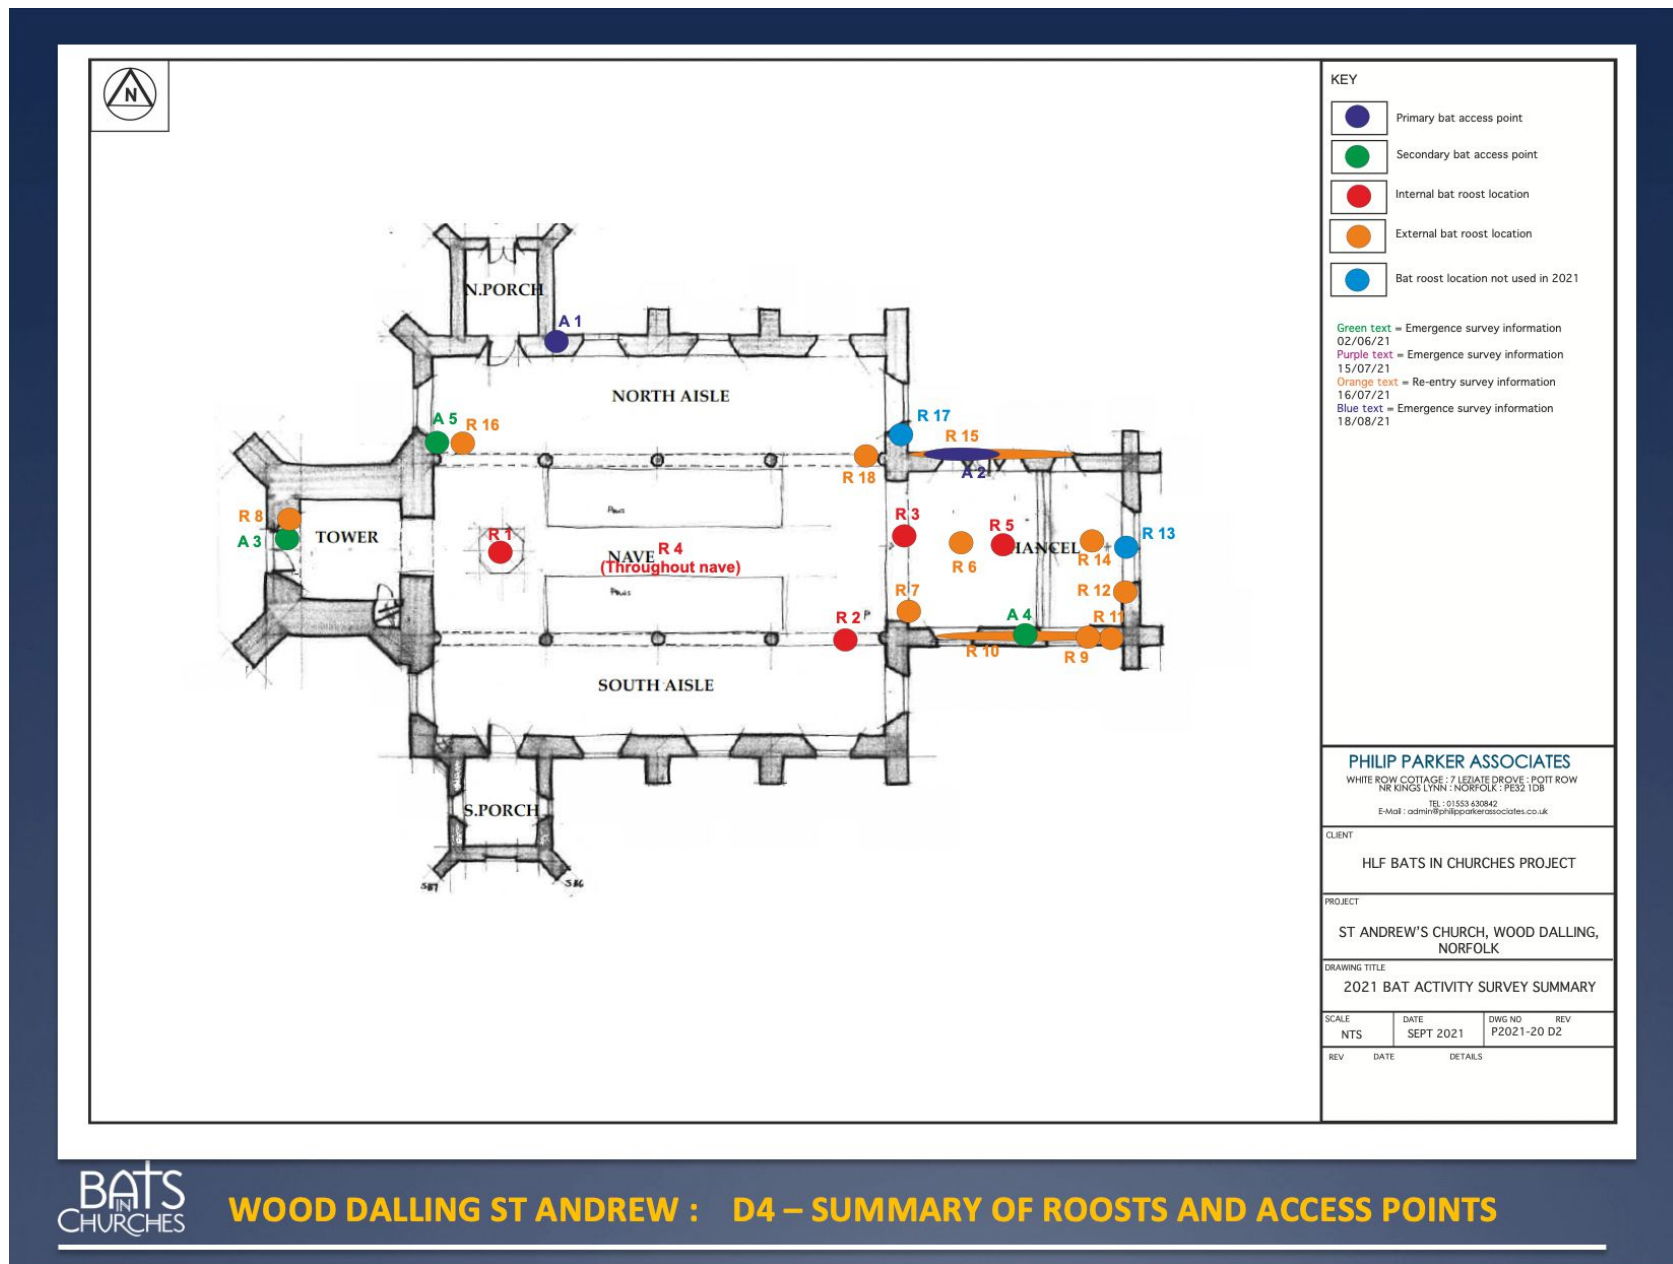 N
N.PORCH
A 1
NORTH AISLE
A 5
R 16
R 17
R 15
A 2
R 18
R 8
A 3
TOWER
R 1
Pews
NAVE
R 4
(Throughout nave)
Pews
R 3
R 5
CHANCEL
R 6
R 14
R 13
R 7
R 12
R 2
P
A 4
R 11
R 10
R 9
SOUTH AISLE
S.PORCH
SB7
SB6
KEY
Primary bat access point
Secondary bat access point
Internal bat roost location
External bat roost location
Bat roost location not used in 2021
Green text = Emergence survey information
02/06/21
Purple text = Emergence survey information
15/07/21
Orange text = Re-entry survey information
16/07/21
Blue text = Emergence survey information
18/08/21
PHILIP PARKER ASSOCIATES
WHITE ROW COTTAGE : 7 LEZIATE DROVE : POTT ROW
NR KINGS LYNN : NORFOLK : PE32 1DB
TEL : 01553 630842
E-Mail : admin@philipparkerassociates.co.uk
CLIENT
HLF BATS IN CHURCHES PROJECT
PROJECT
ST ANDREW'S CHURCH, WOOD DALLING,
NORFOLK
DRAWING TITLE
2021 BAT ACTIVITY SURVEY SUMMARY
SCALE DATE DWG NO REV
NTS SEPT 2021 P2021-20 D2
REV DATE DETAILS
BATS
IN
CHURCHES
WOOD DALLING ST ANDREW : D4 – SUMMARY OF ROOSTS AND ACCESS POINTS